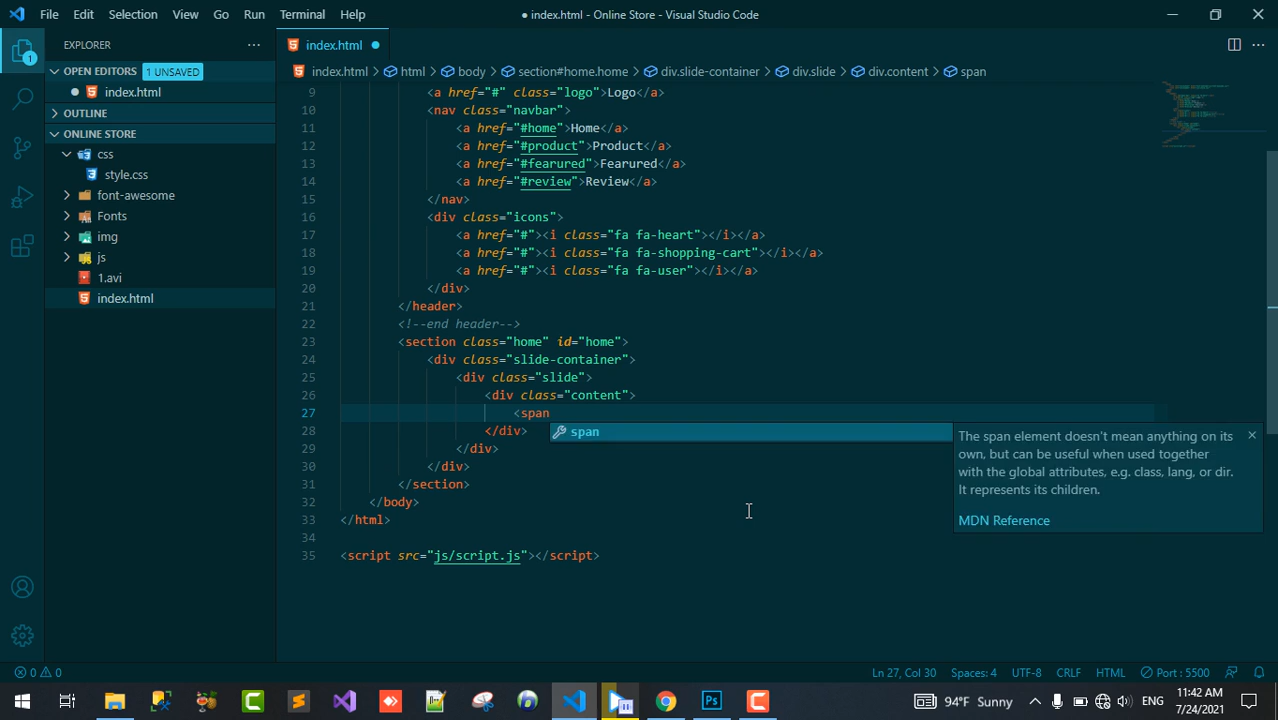 File Edit Selection View Go Run Terminal Help
● index.html - Online Store - Visual Studio Code
EXPLORER ···
index.html ●
OPEN EDITORS 1 UNSAVED
● index.html
OUTLINE
ONLINE STORE
css
style.css
font-awesome
Fonts
img
js
1.avi
index.html
1
index.html > html > body > section#home.home > div.slide-container > div.slide > div.content > span
9 <a href="#" class="logo">Logo</a>
10 <nav class="navbar">
11 <a href="#home">Home</a>
12 <a href="#product">Product</a>
13 <a href="#fearured">Fearured</a>
14 <a href="#review">Review</a>
15 </nav>
16 <div class="icons">
17 <a href="#"><i class="fa fa-heart"></i></a>
18 <a href="#"><i class="fa fa-shopping-cart"></i></a>
19 <a href="#"><i class="fa fa-user"></i></a>
20 </div>
21 </header>
22 <!--end header-->
23 <section class="home" id="home">
24 <div class="slide-container">
25 <div class="slide">
26 <div class="content">
27 <span
28 </div>
29 </div>
30 </div>
31 </section>
32 </body>
33 </html>
34
35 <script src="js/script.js"></script>
span
The span element doesn't mean anything on its
own, but can be useful when used together
with the global attributes, e.g. class, lang, or dir.
It represents its children.
MDN Reference
0 0
Ln 27, Col 30 Spaces: 4 UTF-8 CRLF HTML Port : 5500
94°F Sunny ENG
11:42 AM
7/24/2021